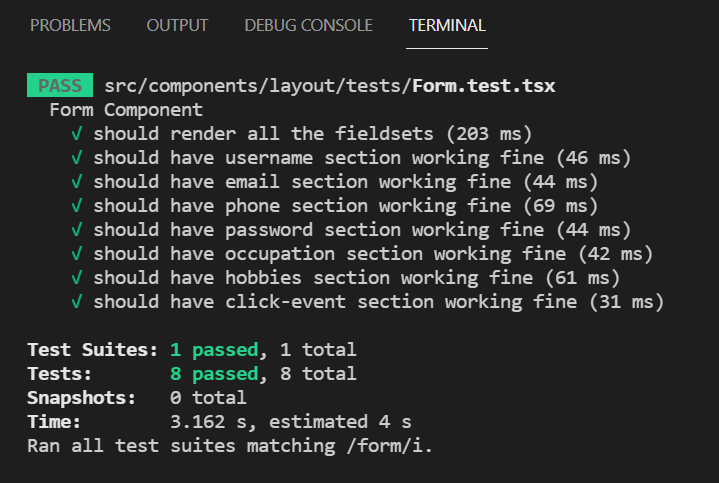 PROBLEMS OUTPUT DEBUG CONSOLE TERMINAL
PASS src/components/layout/tests/Form.test.tsx
Form Component
√ should render all the fieldsets (203 ms)
√ should have username section working fine (46 ms)
√ should have email section working fine (44 ms)
√ should have phone section working fine (69 ms)
√ should have password section working fine (44 ms)
√ should have occupation section working fine (42 ms)
√ should have hobbies section working fine (61 ms)
√ should have click-event section working fine (31 ms)
Test Suites: 1 passed, 1 total
Tests: 8 passed, 8 total
Snapshots: 0 total
Time: 3.162 s, estimated 4 s
Ran all test suites matching /form/i.